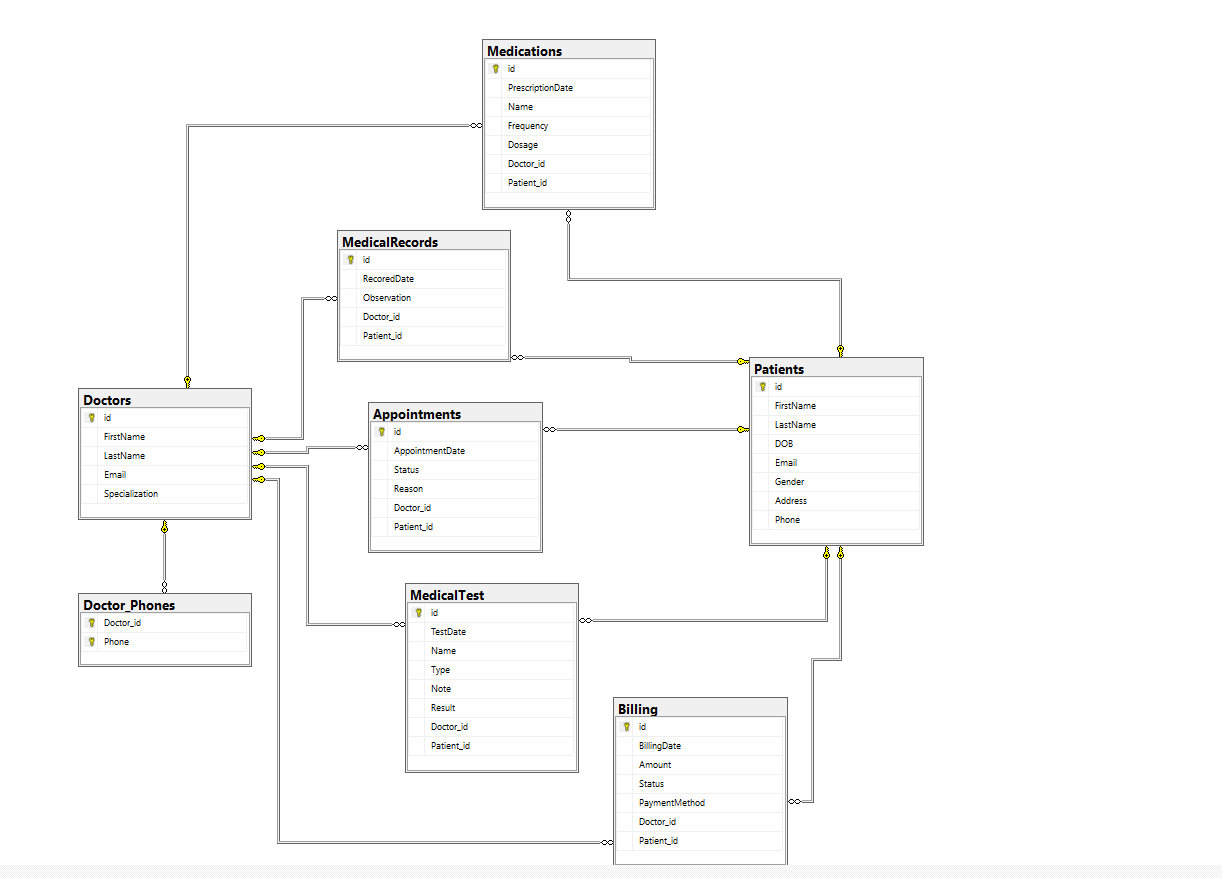 Medications
id
PrescriptionDate
Name
Frequency
Dosage
Doctor_id
Patient_id
MedicalRecords
id
RecoredDate
Observation
Doctor_id
Patient_id
Patients
id
FirstName
LastName
DOB
Email
Gender
Address
Phone
Doctors
id
FirstName
LastName
Email
Specialization
Appointments
id
AppointmentDate
Status
Reason
Doctor_id
Patient_id
Doctor_Phones
Doctor_id
Phone
MedicalTest
id
TestDate
Name
Type
Note
Result
Doctor_id
Patient_id
Billing
id
BillingDate
Amount
Status
PaymentMethod
Doctor_id
Patient_id